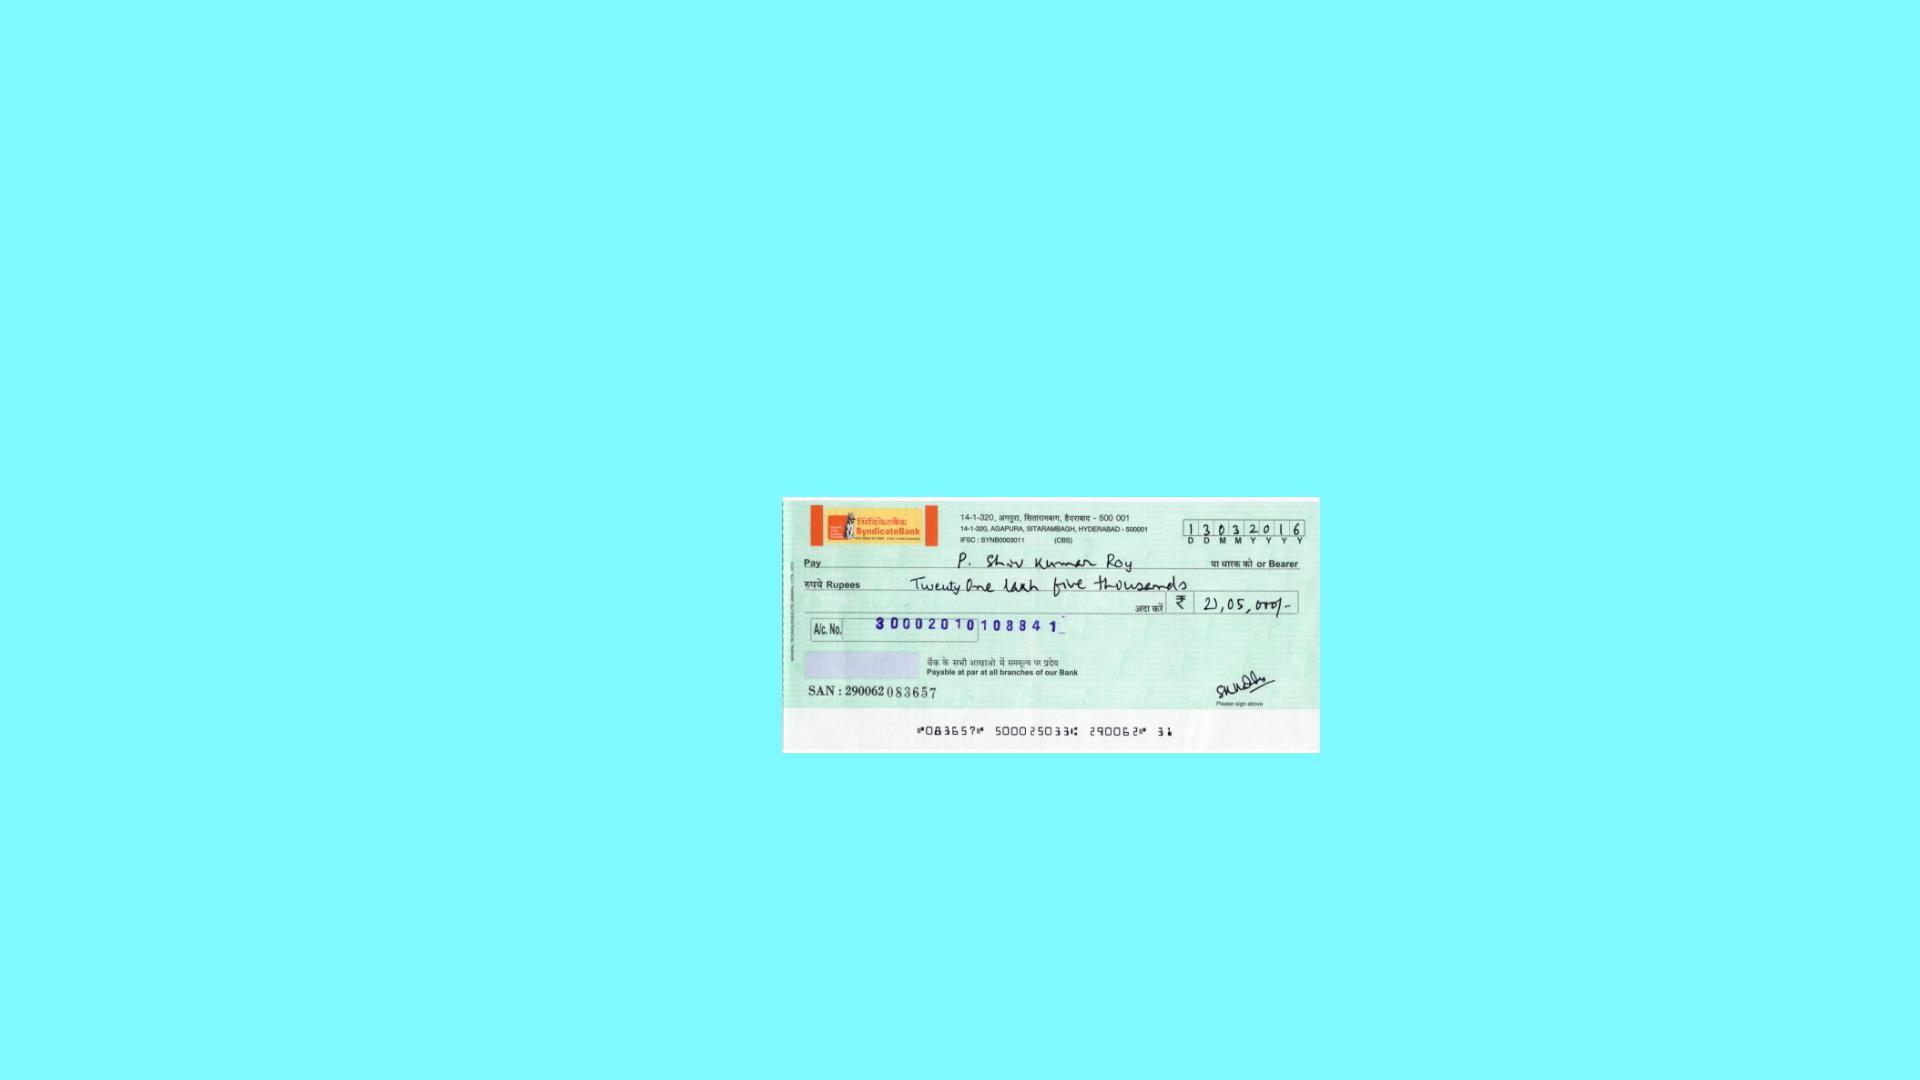 सिंडिकेटबैंक
SyndicateBank
14-1-320, अगपुरा, सितारामबाग, हैदराबाद - 500 001
14-1-320, AGAPURA, SITARAMBAGH, HYDERABAD - 500001
IFSC : SYNB0003011 (CBS)
1 3 0 3 2 0 1 6
D D M M Y Y Y Y
Pay P. Shiv Kumar Roy या धारक को or Bearer
रुपये Rupees Twenty One lakh five thousands
अदा करें ₹ 21,05,000/-
A/c. No. 30002010108841
बैंक के सभी शाखाओं में सममूल्य पर प्रदेय
Payable at par at all branches of our Bank
SAN : 290062 083657
Please sign above
⑈083657⑈ 500025033⑆ 290062⑈ 31